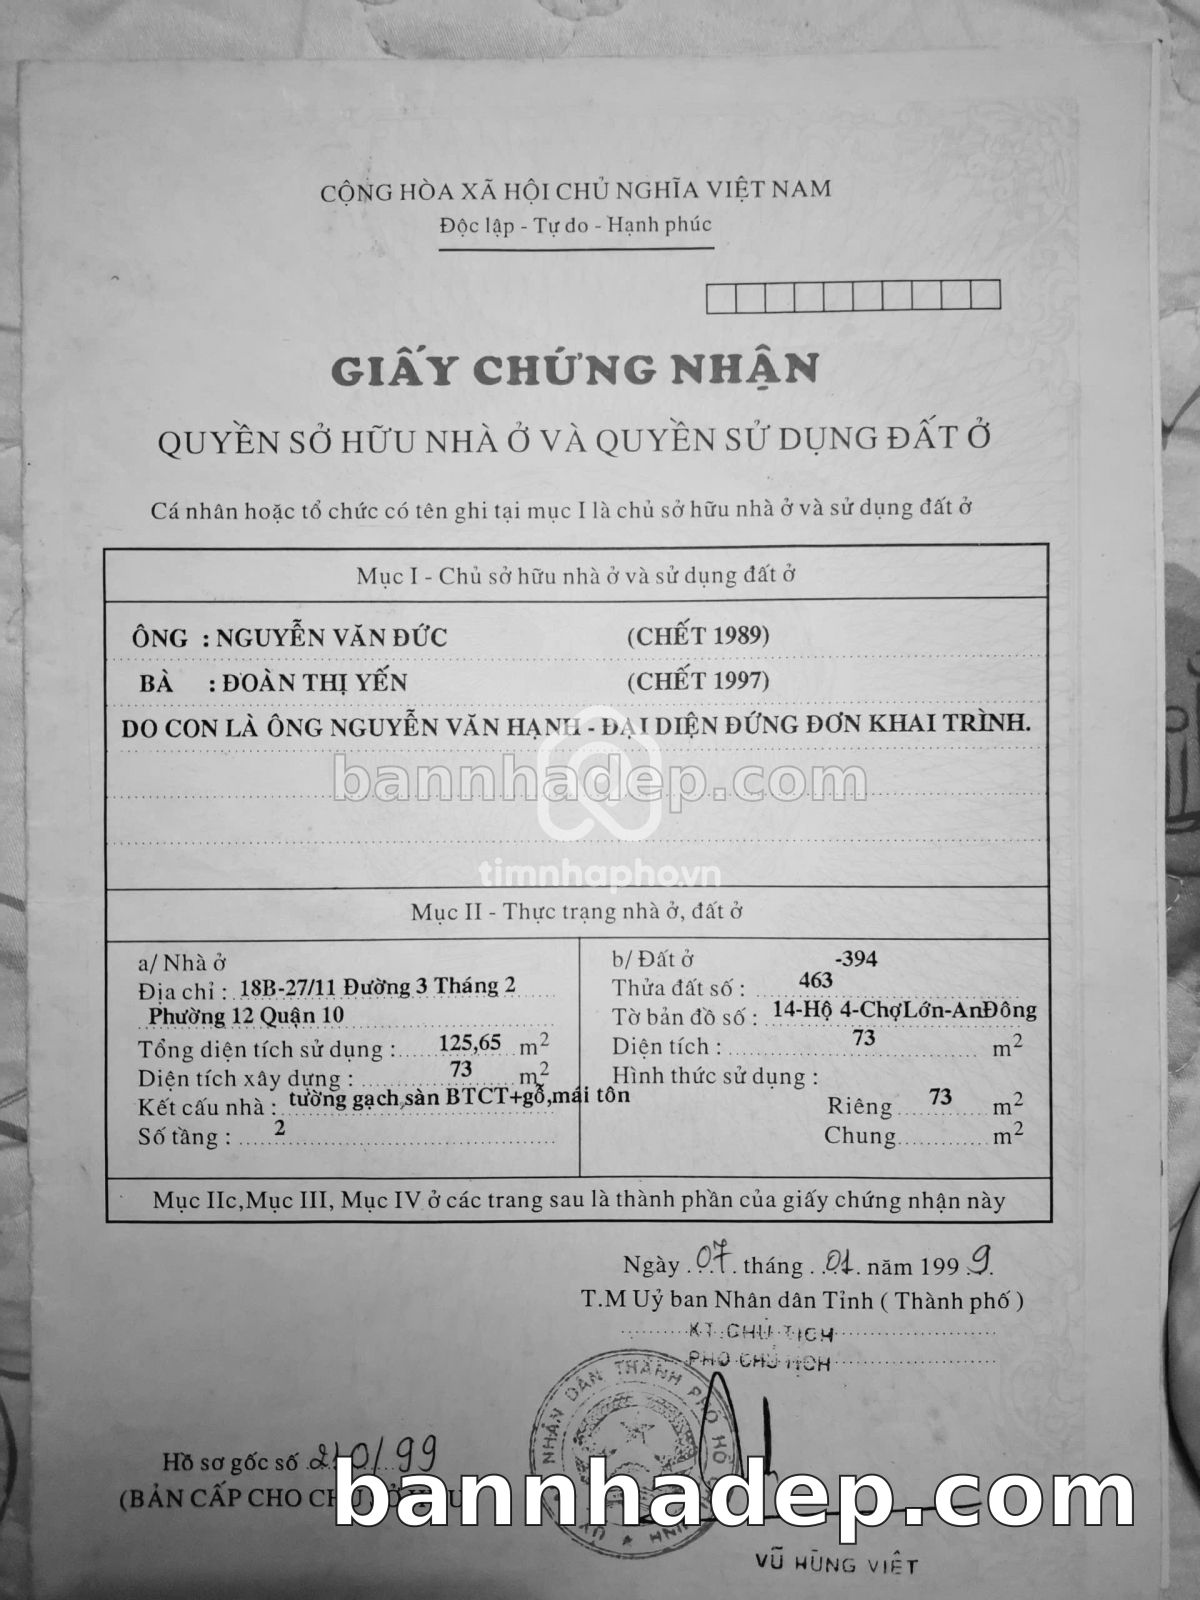 CỘNG HÒA XÃ HỘI CHỦ NGHĨA VIỆT NAM
Độc lập - Tự do - Hạnh phúc
GIẤY CHỨNG NHẬN
QUYỀN SỞ HỮU NHÀ Ở VÀ QUYỀN SỬ DỤNG ĐẤT Ở
Cá nhân hoặc tổ chức có tên ghi tại mục I là chủ sở hữu nhà ở và sử dụng đất ở
Mục I - Chủ sở hữu nhà ở và sử dụng đất ở
ÔNG : NGUYỄN VĂN ĐỨC (CHẾT 1989)
BÀ : ĐOÀN THỊ YẾN (CHẾT 1997)
DO CON LÀ ÔNG NGUYỄN VĂN HẠNH - ĐẠI DIỆN ĐỨNG ĐƠN KHAI TRÌNH.
bannhadep.com
timnhapho.vn
Mục II - Thực trạng nhà ở, đất ở
a/ Nhà ở
Địa chỉ : 18B-27/11 Đường 3 Tháng 2
Phường 12 Quận 10
Tổng diện tích sử dụng : 125,65 m2
Diện tích xây dựng : 73 m2
Kết cấu nhà : tường gạch,sàn BTCT+gỗ,mái tôn
Số tầng : 2
b/ Đất ở -394
Thửa đất số : 463
Tờ bản đồ số : 14-Hộ 4-ChợLớn-AnĐông
Diện tích : 73 m2
Hình thức sử dụng :
Riêng 73 m2
Chung m2
Mục IIc,Mục III, Mục IV ở các trang sau là thành phần của giấy chứng nhận này
Ngày 07 tháng 01 năm 1999
T.M Uỷ ban Nhân dân Tỉnh ( Thành phố )
KT.CHỦ TỊCH
PHÓ CHỦ TỊCH
NHÂN DÂN THÀNH PHỐ HỒ
Hồ sơ gốc số 210/99
(BẢN CẤP CHO
bannhadep.com
VŨ HÙNG VIỆT